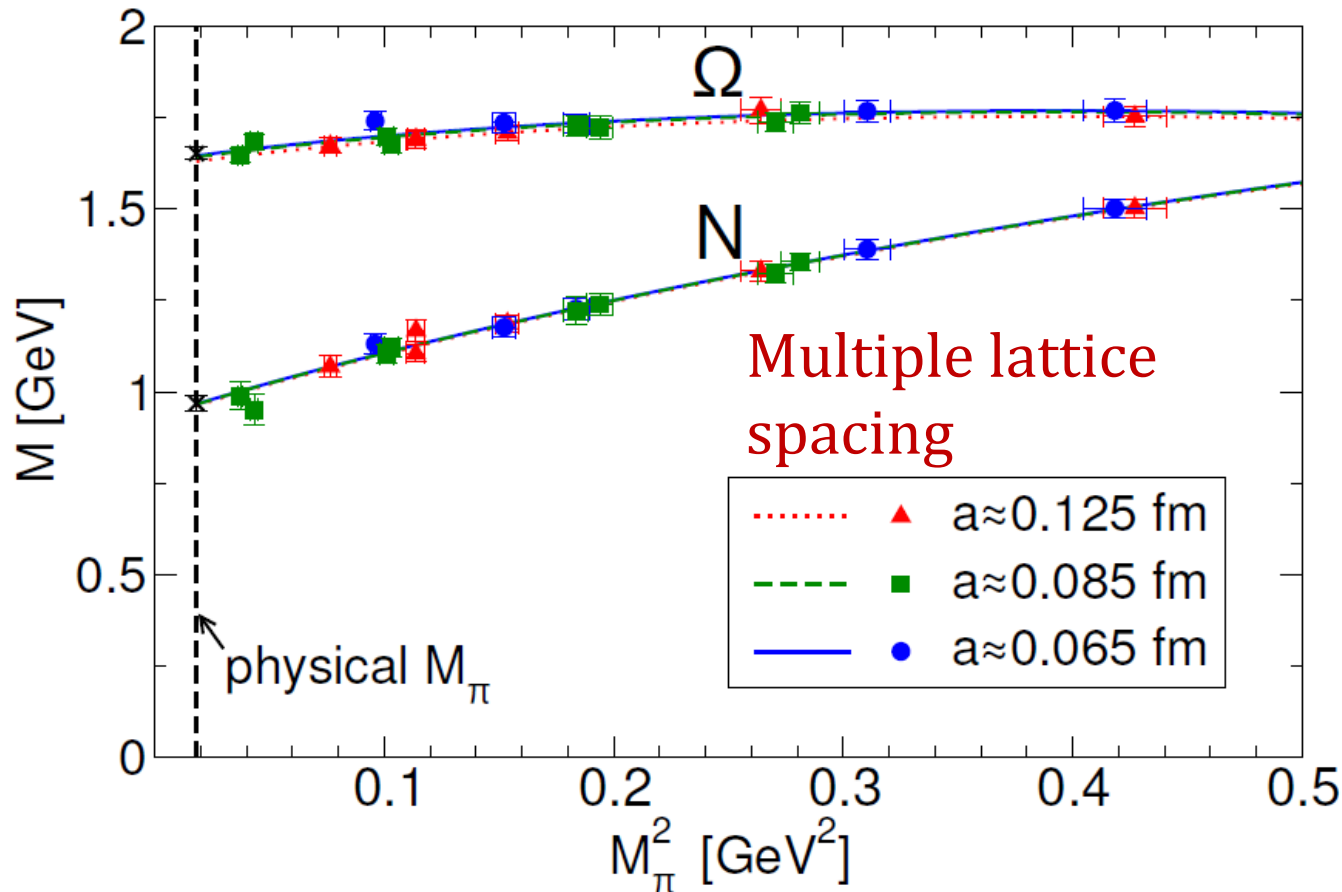 2
1.5
1
0.5
0
M [GeV]
Ω
N
Multiple lattice
spacing
a≈0.125 fm
a≈0.085 fm
a≈0.065 fm
physical M_π
0.1 0.2 0.3 0.4 0.5
M_π^2 [GeV^2]